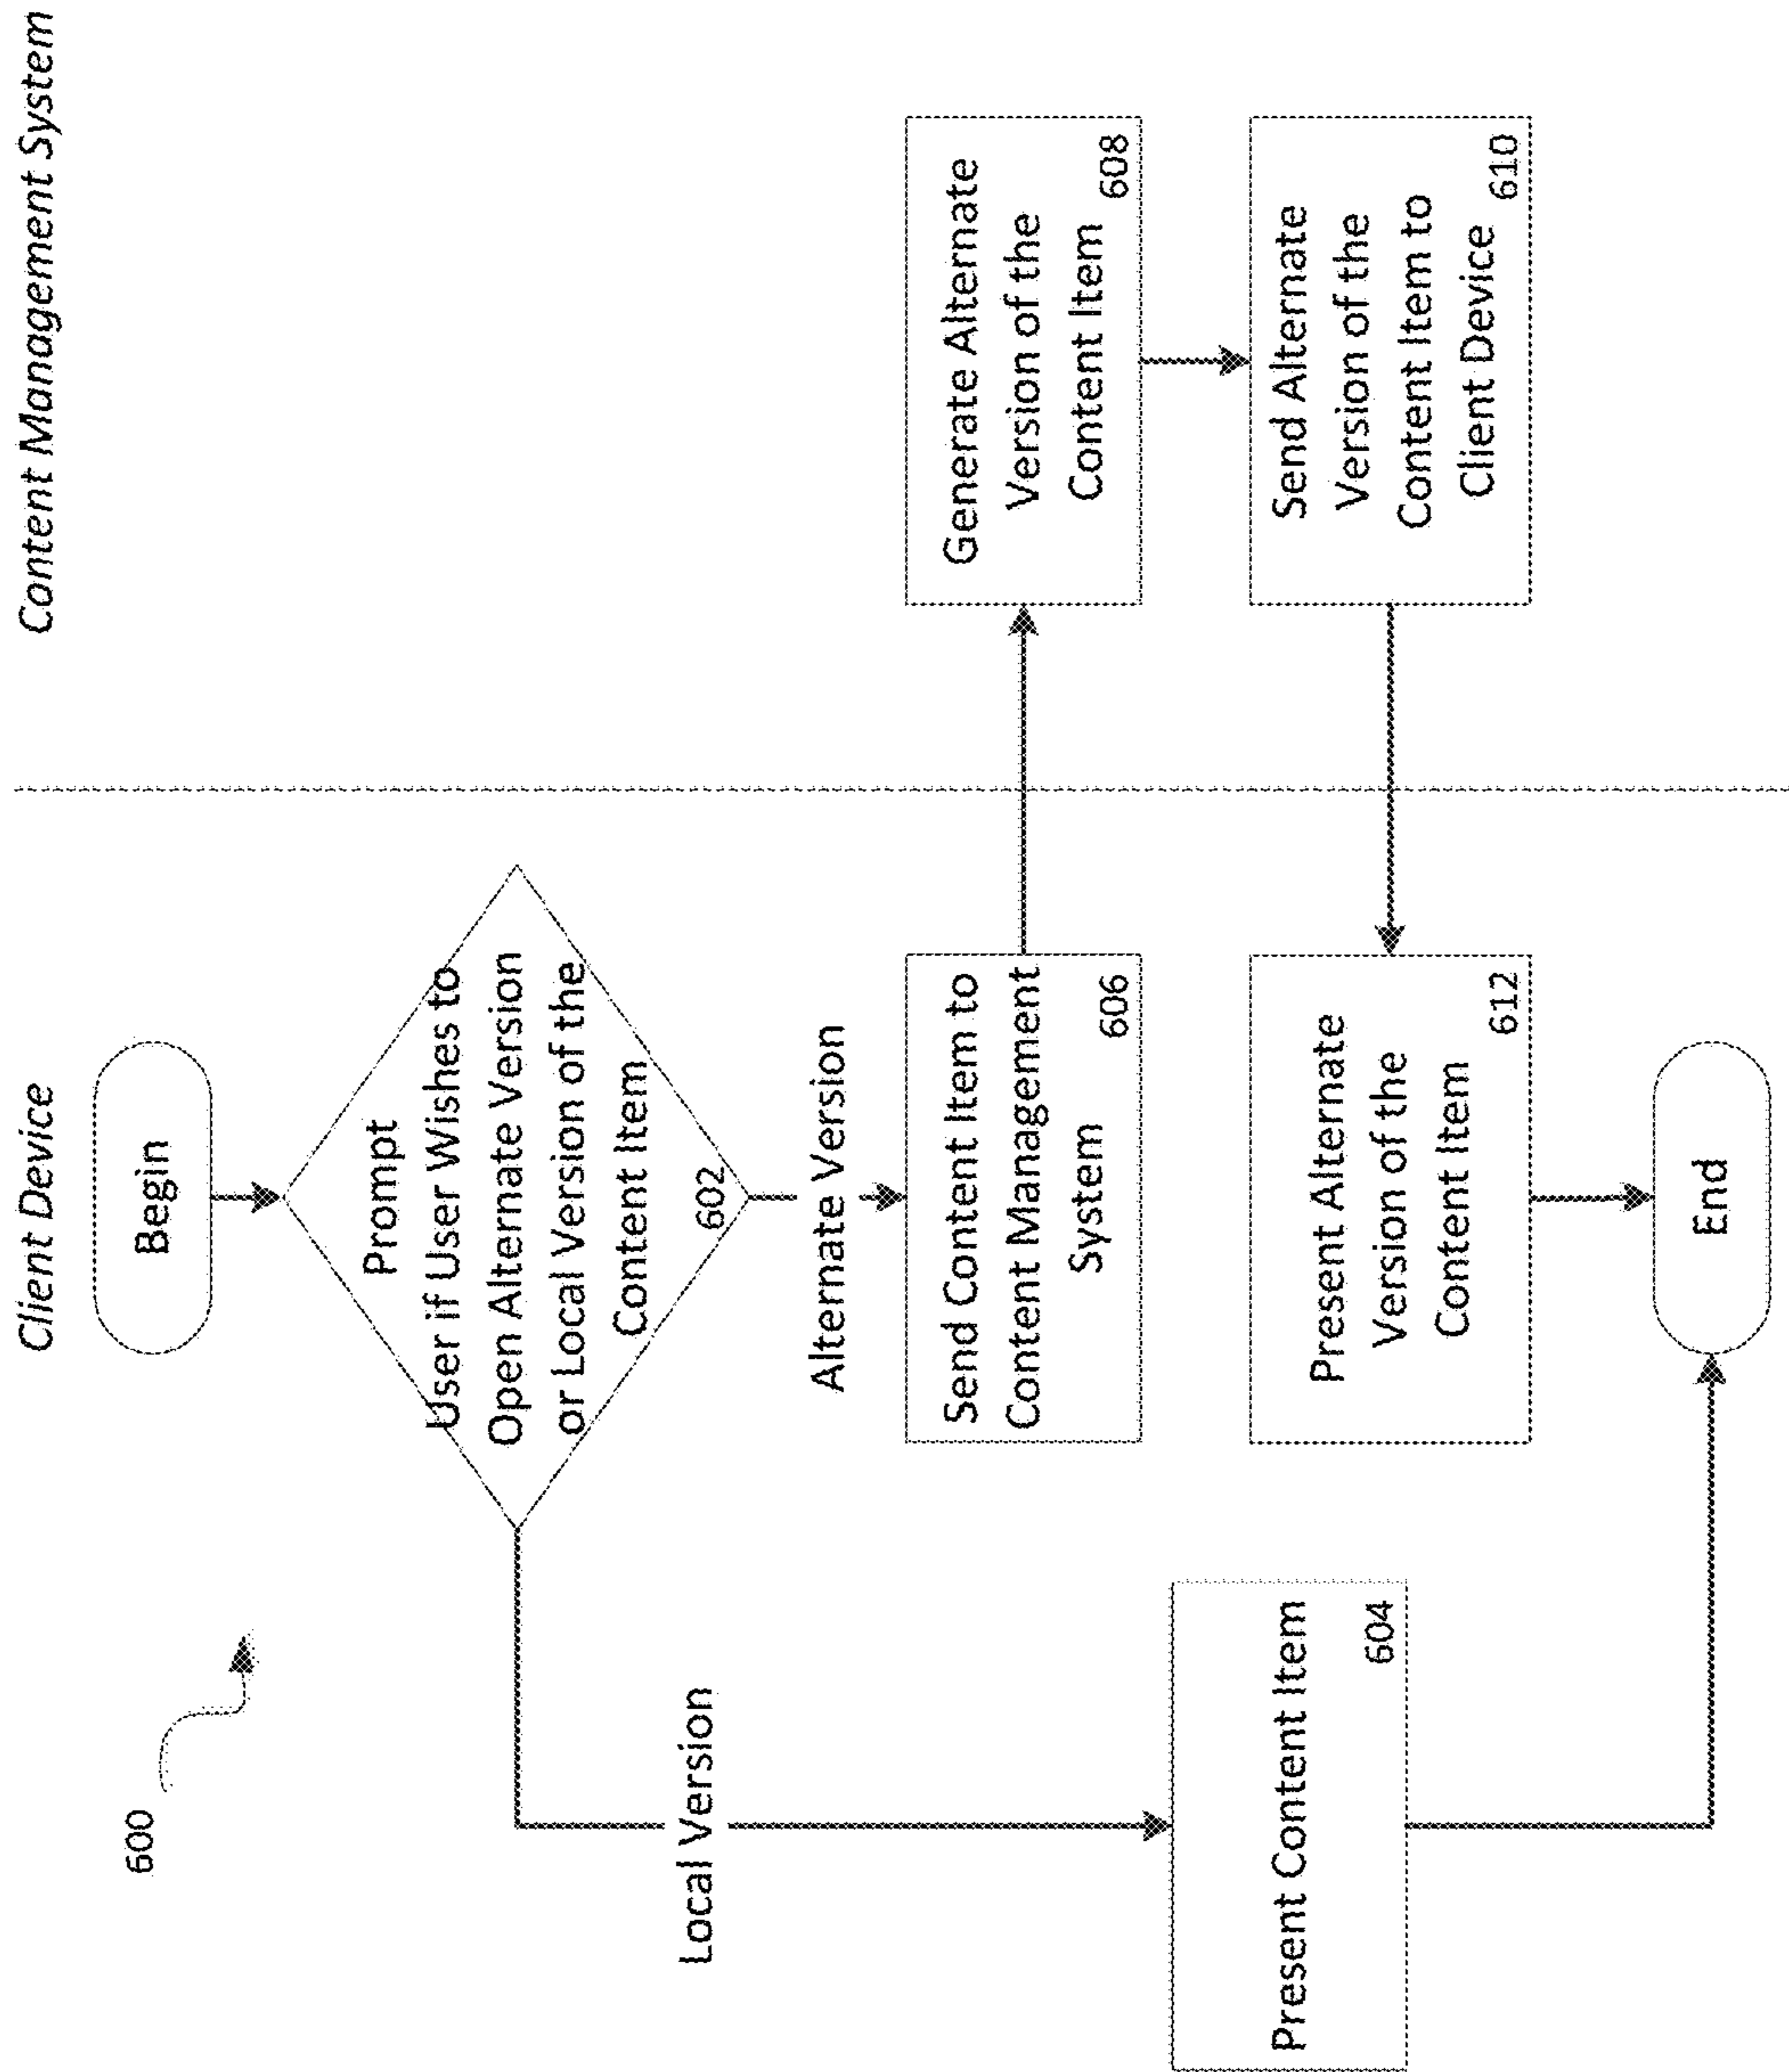 Client Device
Content Management System
600
Begin
Prompt
User if User Wishes to
Open Alternate Version
or Local Version of the
Content Item
602
Local Version
Alternate Version
Send Content Item to
Content Management
System
606
Generate Alternate
Version of the
Content Item
608
Present Content Item
604
Present Alternate
Version of the
Content Item
612
Send Alternate
Version of the
Content Item to
Client Device
610
End